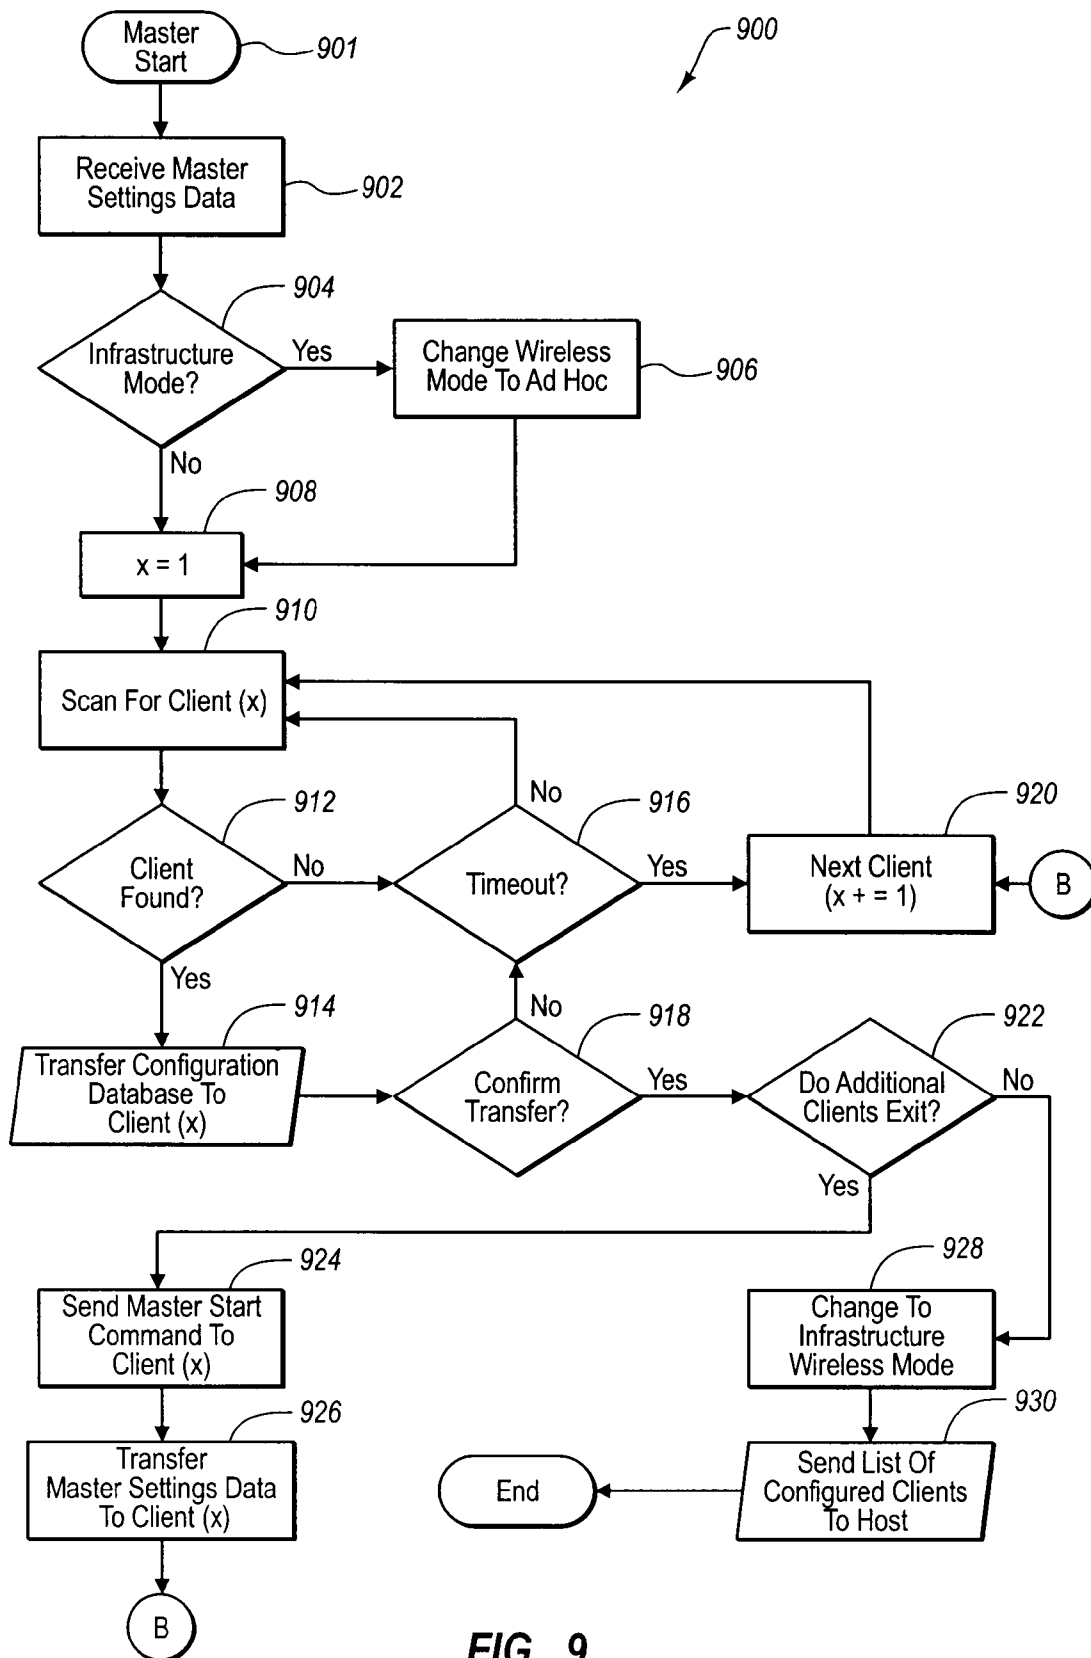 Master
Start
901
900
Receive Master
Settings Data
902
904
Infrastructure
Mode?
Yes
Change Wireless
Mode To Ad Hoc
906
No
908
x = 1
910
Scan For Client (x)
912
Client
Found?
No
No
916
Timeout?
Yes
920
Next Client
(x + = 1)
B
Yes
914
Transfer Configuration
Database To
Client (x)
No
918
Confirm
Transfer?
Yes
922
Do Additional
Clients Exit?
No
Yes
924
Send Master Start
Command To
Client (x)
928
Change To
Infrastructure
Wireless Mode
926
Transfer
Master Settings Data
To Client (x)
930
Send List Of
Configured Clients
To Host
End
B
FIG. 9